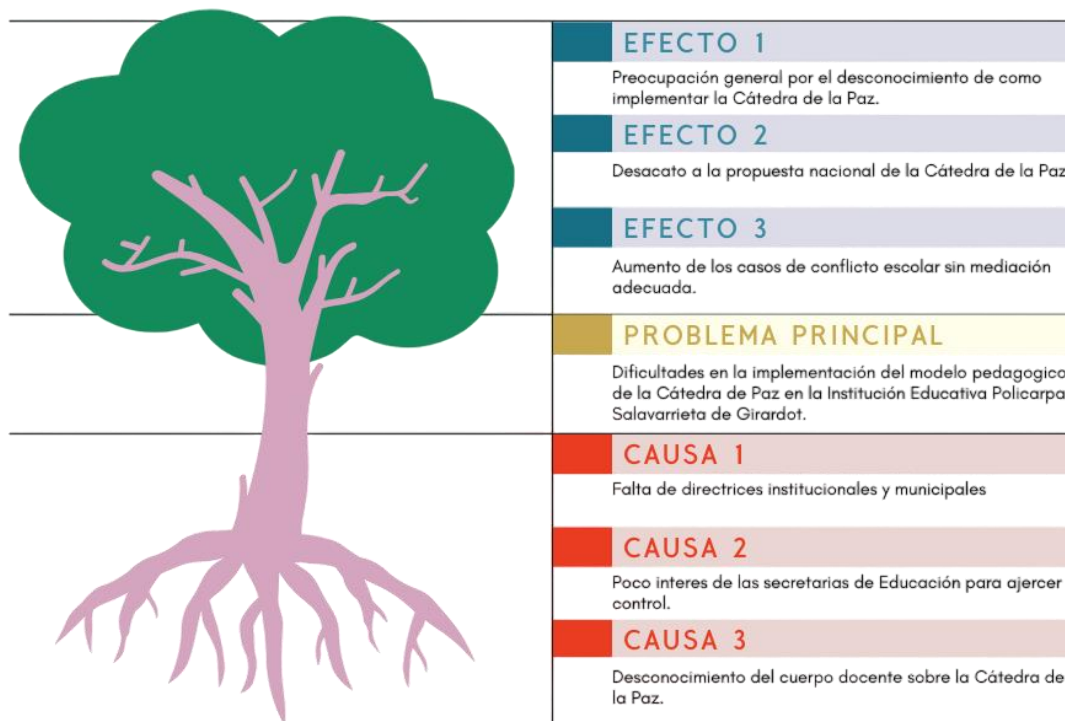 EFECTO 1
Preocupación general por el desconocimiento de como
implementar la Cátedra de la Paz.
EFECTO 2
Desacato a la propuesta nacional de la Cátedra de la Paz
EFECTO 3
Aumento de los casos de conflicto escolar sin mediación
adecuada.
PROBLEMA PRINCIPAL
Dificultades en la implementación del modelo pedagogico
de la Cátedra de Paz en la Institución Educativa Policarpa
Salavarrieta de Girardot.
CAUSA 1
Falta de directrices institucionales y municipales
CAUSA 2
Poco interes de las secretarias de Educación para ajercer
control.
CAUSA 3
Desconocimiento del cuerpo docente sobre la Cátedra de
la Paz.